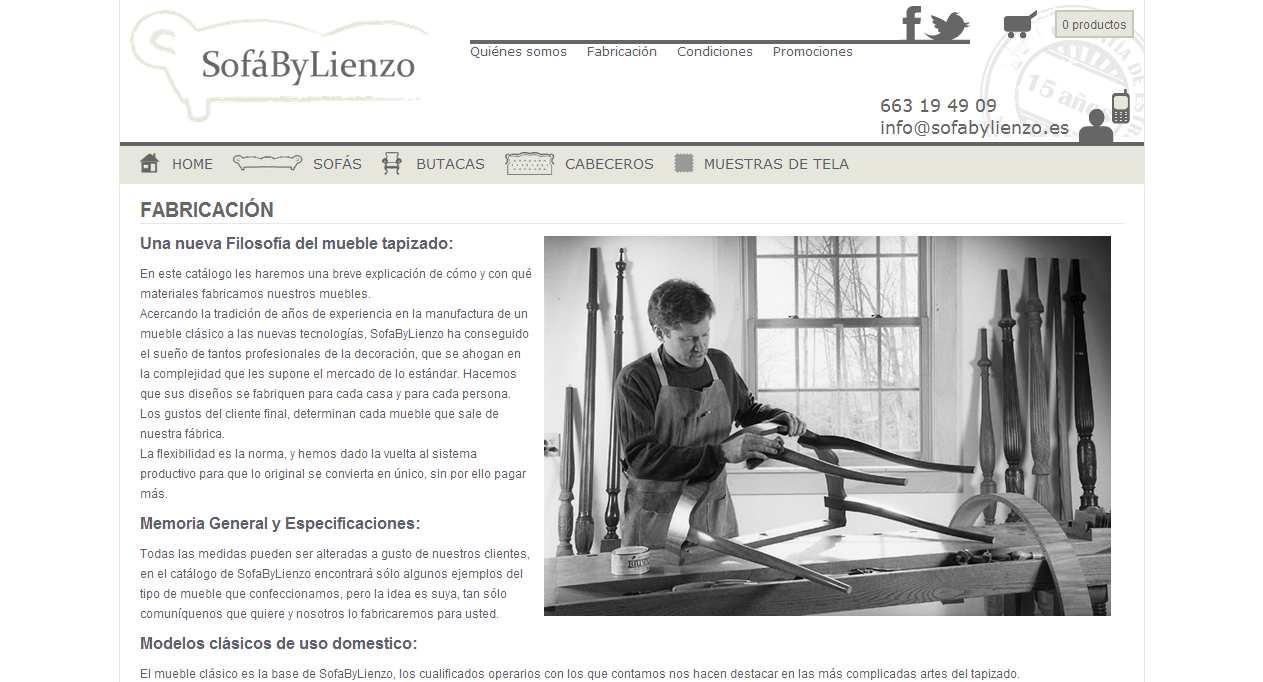 SofáByLienzo
0 productos
Quiénes somos Fabricación Condiciones Promociones
15 años
663 19 49 09
info@sofabylienzo.es
HOME SOFÁS BUTACAS CABECEROS MUESTRAS DE TELA
FABRICACIÓN
Una nueva Filosofía del mueble tapizado:
En este catálogo les haremos una breve explicación de cómo y con qué
materiales fabricamos nuestros muebles.
Acercando la tradición de años de experiencia en la manufactura de un
mueble clásico a las nuevas tecnologías, SofaByLienzo ha conseguido
el sueño de tantos profesionales de la decoración, que se ahogan en
la complejidad que les supone el mercado de lo estándar. Hacemos
que sus diseños se fabriquen para cada casa y para cada persona.
Los gustos del cliente final, determinan cada mueble que sale de
nuestra fábrica.
La flexibilidad es la norma, y hemos dado la vuelta al sistema
productivo para que lo original se convierta en único, sin por ello pagar
más.
Memoria General y Especificaciones:
Todas las medidas pueden ser alteradas a gusto de nuestros clientes,
en el catálogo de SofaByLienzo encontrará sólo algunos ejemplos del
tipo de mueble que confeccionamos, pero la idea es suya, tan sólo
comuníquenos que quiere y nosotros lo fabricaremos para usted.
Modelos clásicos de uso domestico:
El mueble clásico es la base de SofaByLienzo, los cualificados operarios con los que contamos nos hacen destacar en las más complicadas artes del tapizado.